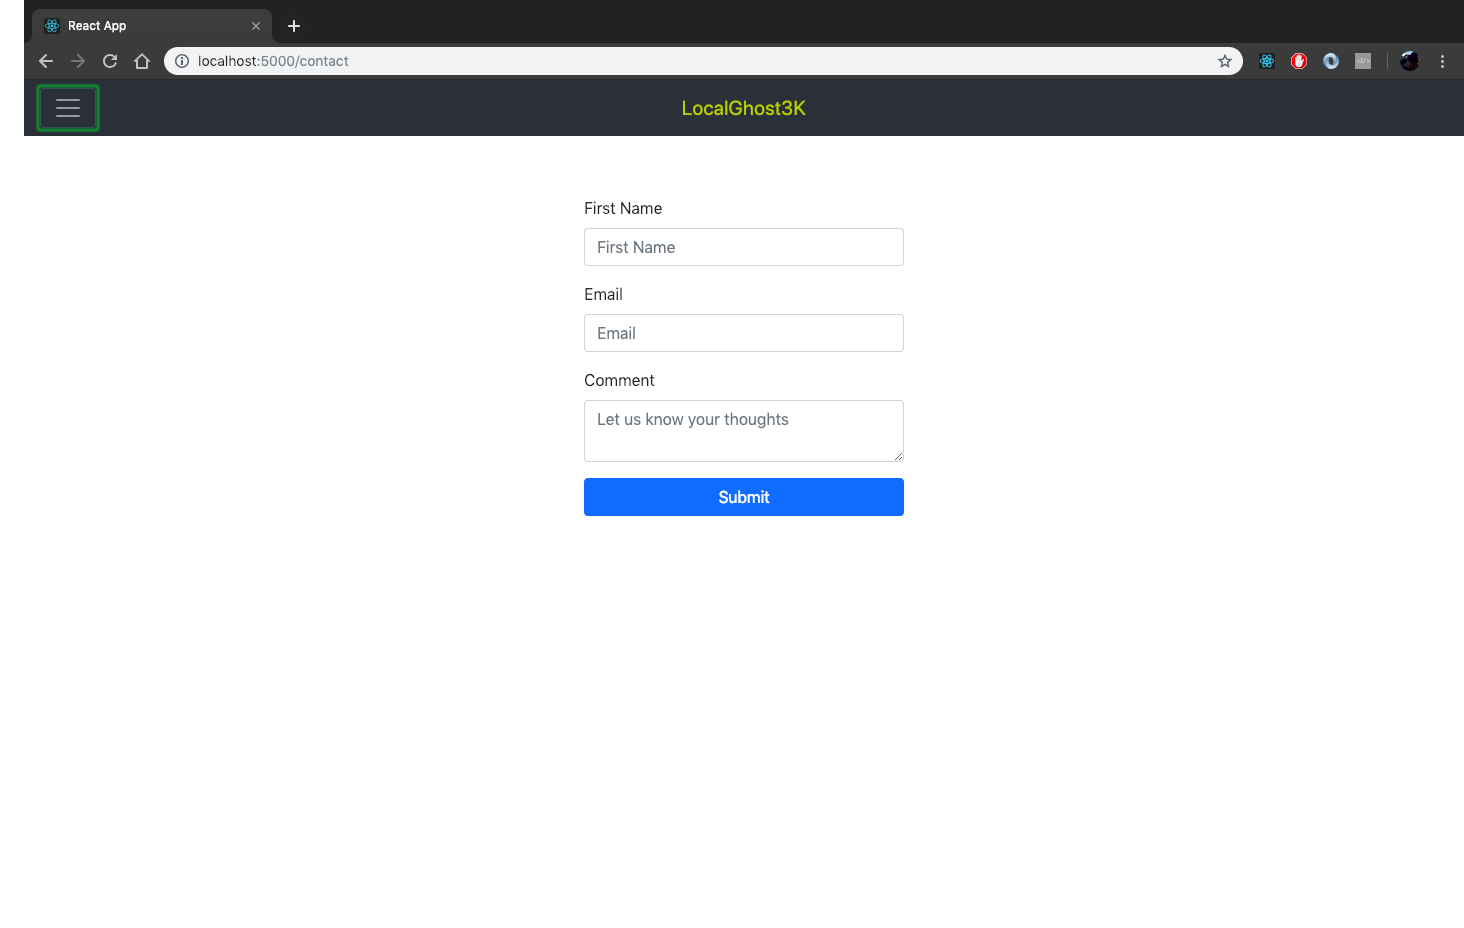 React App
localhost:5000/contact
LocalGhost3K
First Name
First Name
Email
Email
Comment
Let us know your thoughts
Submit